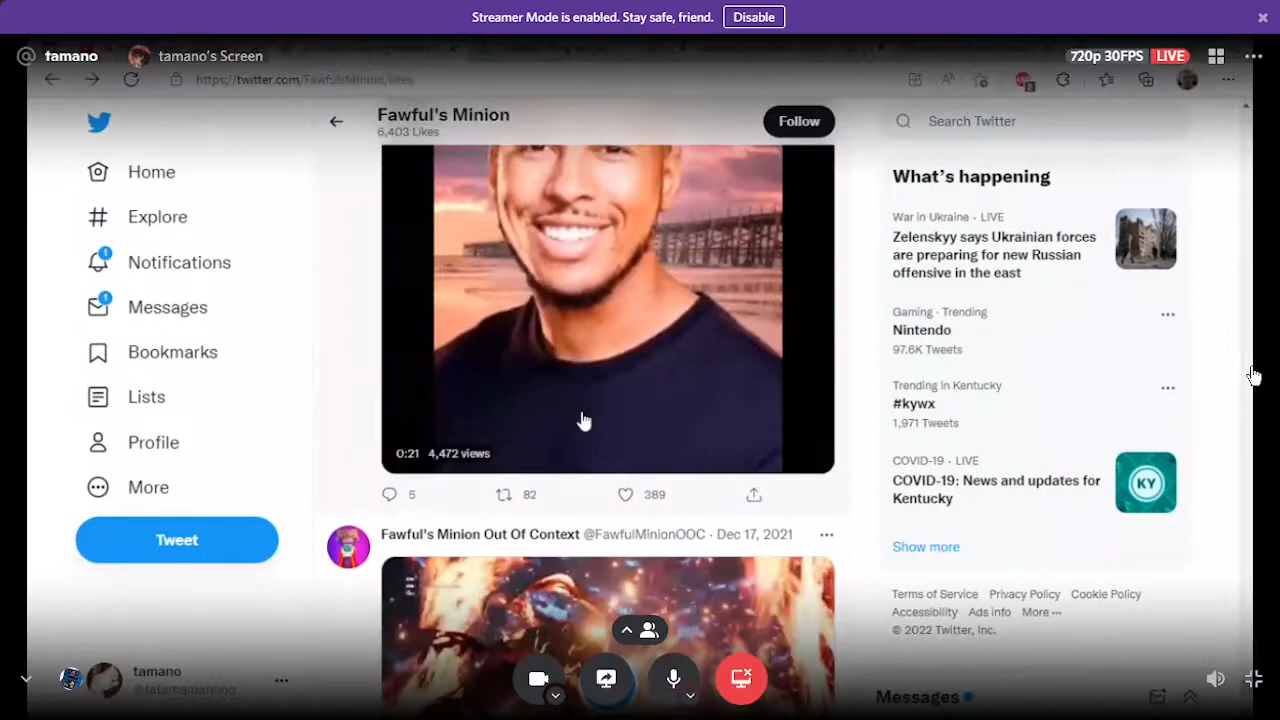 Streamer Mode is enabled. Stay safe, friend.
Disable
tamano
tamano's Screen
720p 30FPS
LIVE
https://twitter.com/FawfulsMinion/likes
Fawful's Minion
6,403 Likes
Follow
Search Twitter
Home
Explore
Notifications
Messages
Bookmarks
Lists
Profile
More
Tweet
0:21 4,472 views
5
82
389
Fawful's Minion Out Of Context @FawfulMinionOOC · Dec 17, 2021
What's happening
War in Ukraine · LIVE
Zelenskyy says Ukrainian forces
are preparing for new Russian
offensive in the east
Gaming · Trending
Nintendo
97.6K Tweets
Trending in Kentucky
#kywx
1,971 Tweets
COVID-19 · LIVE
COVID-19: News and updates for
Kentucky
KY
Show more
Terms of Service Privacy Policy Cookie Policy
Accessibility Ads info More ···
© 2022 Twitter, Inc.
tamano
Messages